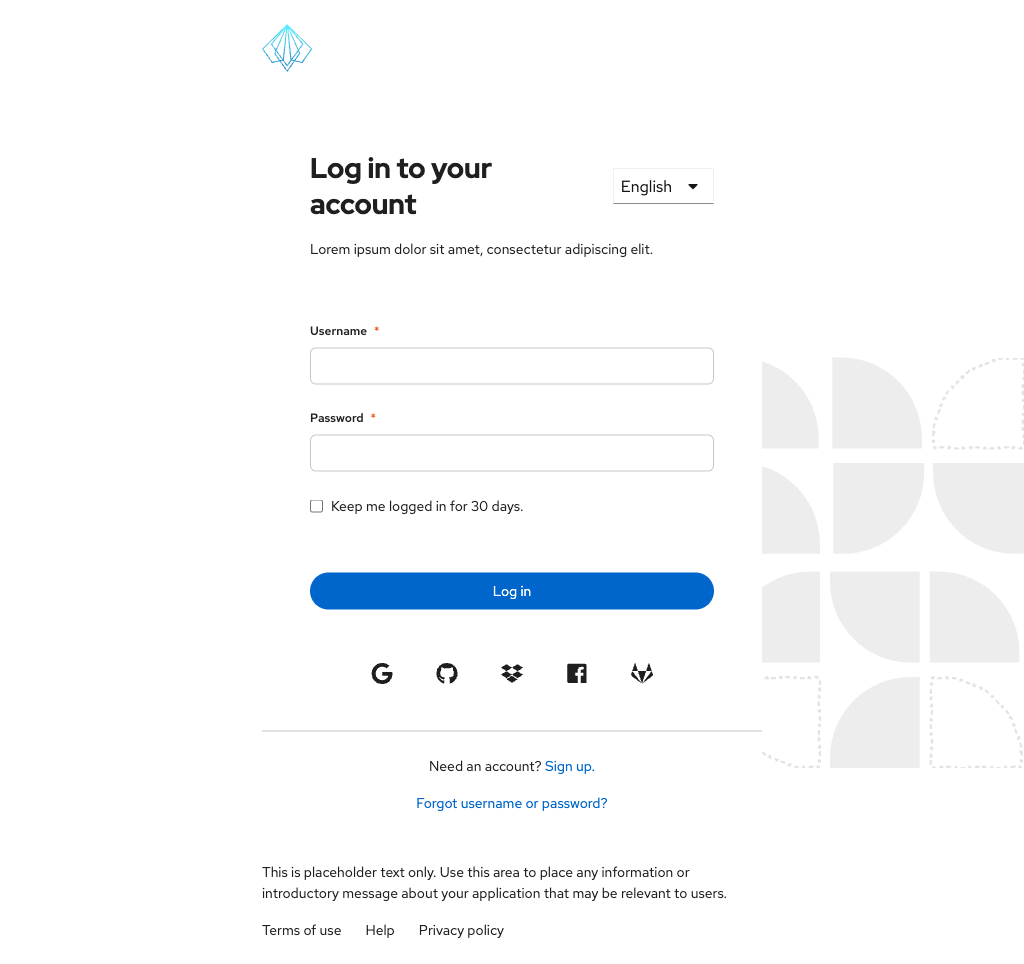 Log in to your
account
English
Lorem ipsum dolor sit amet, consectetur adipiscing elit.
Username *
Password *
Keep me logged in for 30 days.
Log in
Need an account? Sign up.
Forgot username or password?
This is placeholder text only. Use this area to place any information or
introductory message about your application that may be relevant to users.
Terms of use Help Privacy policy